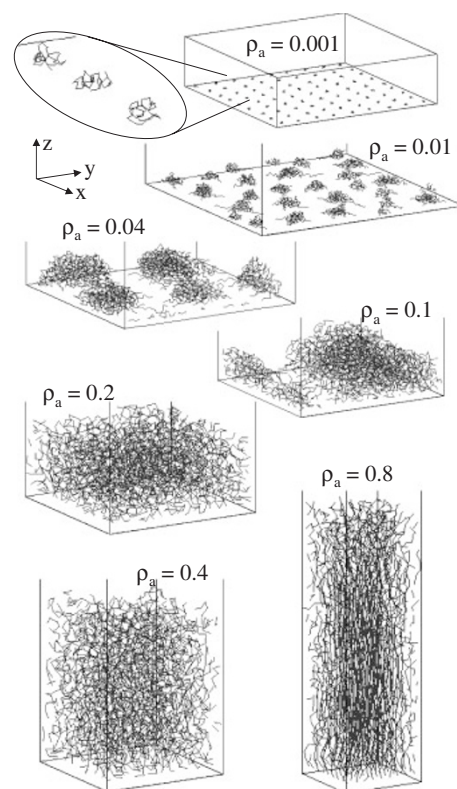 ρₐ = 0.001
z
y
x
ρₐ = 0.01
ρₐ = 0.04
ρₐ = 0.1
ρₐ = 0.2
ρₐ = 0.8
ρₐ = 0.4